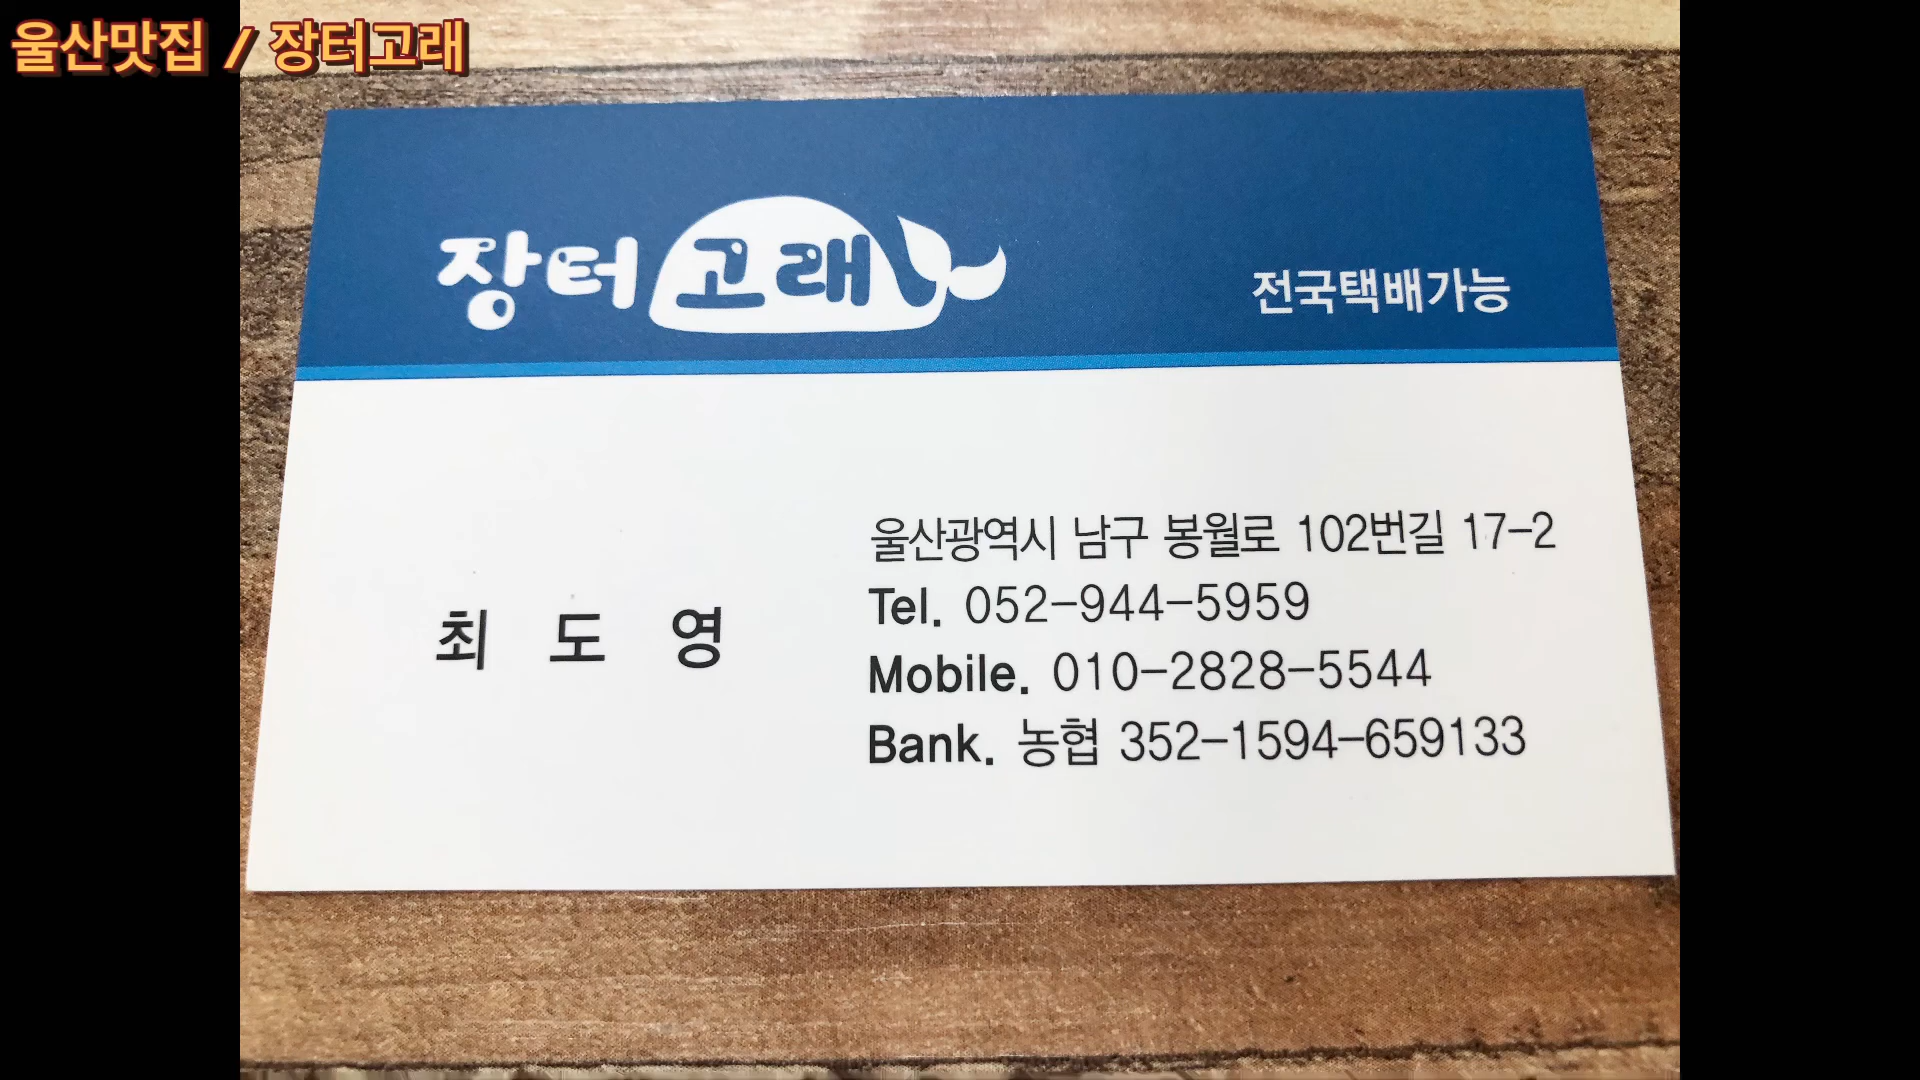 울산맛집 / 장터고래
장터고래
전국택배가능
최 도 영
울산광역시 남구 봉월로 102번길 17-2
Tel. 052-944-5959
Mobile. 010-2828-5544
Bank. 농협 352-1594-659133